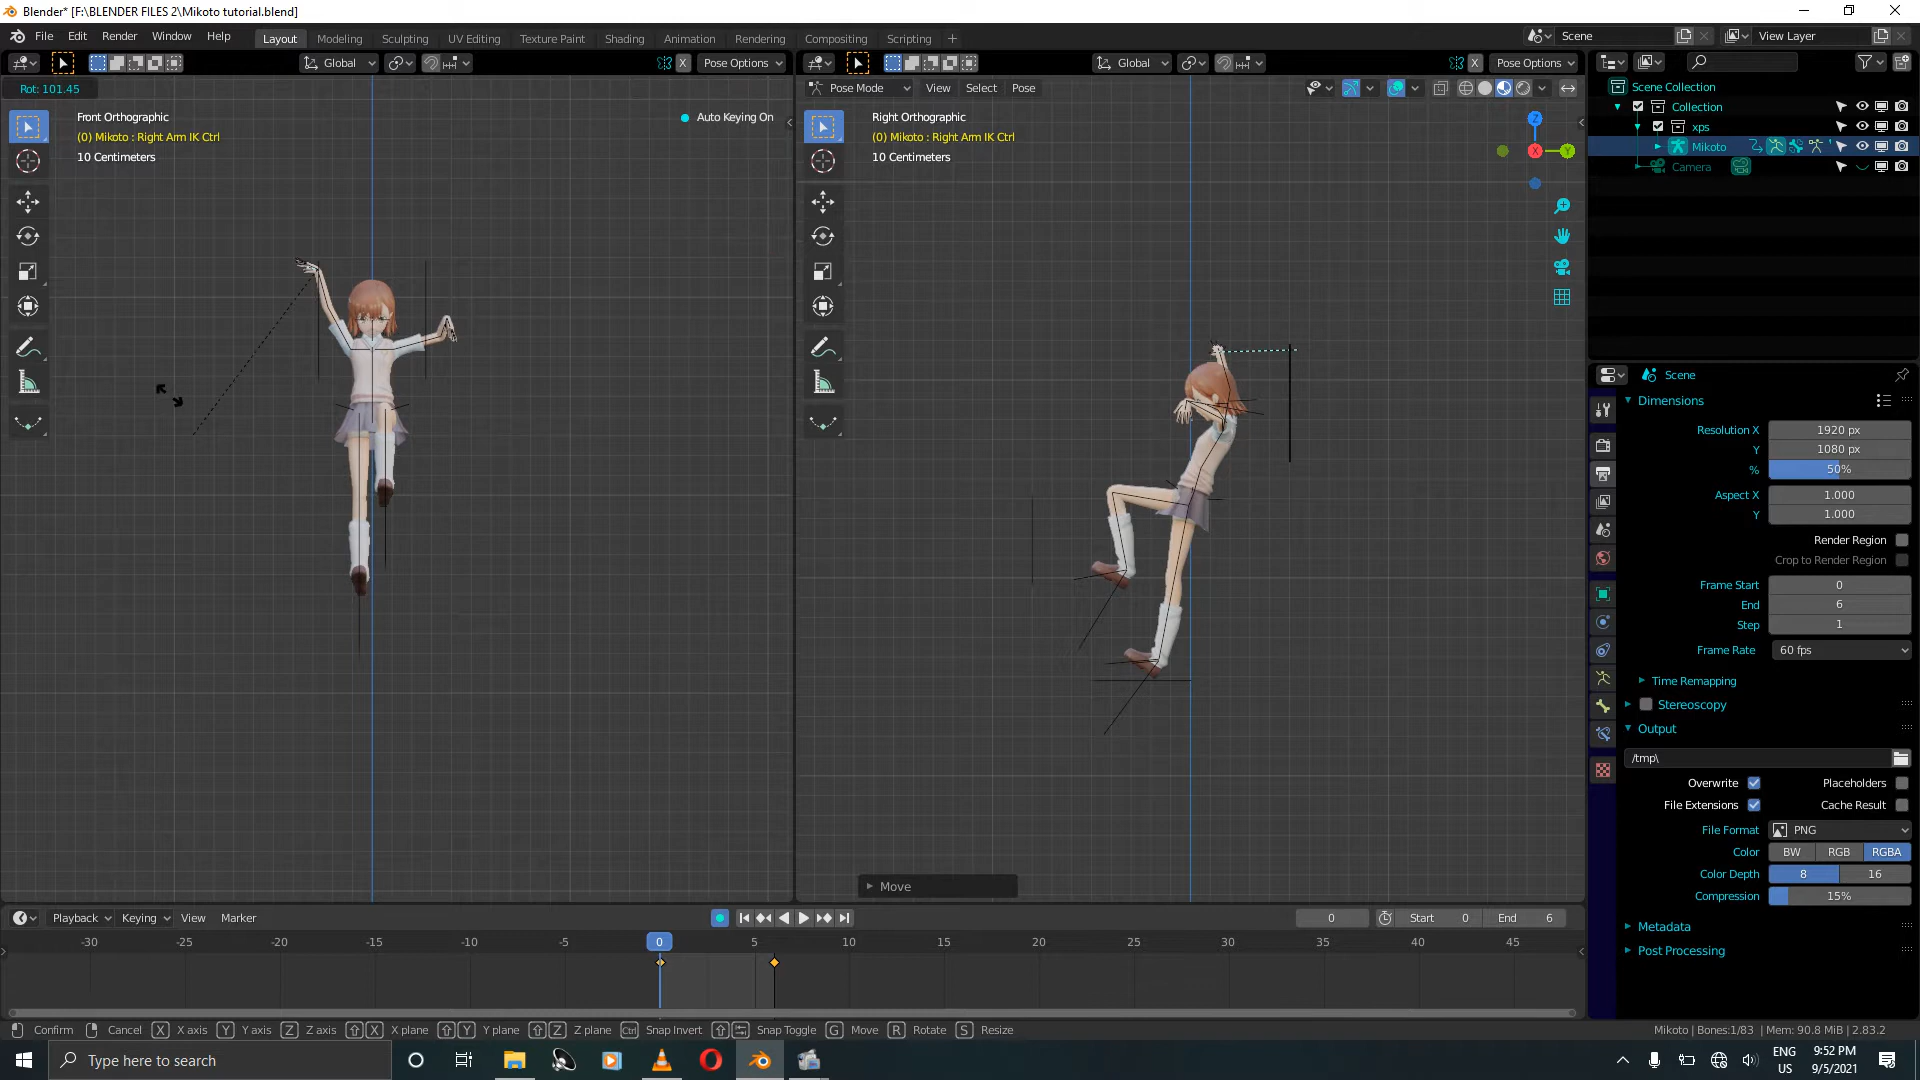 Blender* [F:\BLENDER FILES 2\Mikoto tutorial.blend]
File Edit Render Window Help Layout Modeling Sculpting UV Editing Texture Paint Shading Animation Rendering Compositing Scripting + Scene View Layer
Global Pose Options Global Pose Options
Rot: 101.45 Pose Mode View Select Pose
Scene Collection
Collection
xps
Mikoto
Camera
Front Orthographic Auto Keying On
(0) Mikoto : Right Arm IK Ctrl
10 Centimeters
Right Orthographic
(0) Mikoto : Right Arm IK Ctrl
10 Centimeters
Z
X
Y
Scene
Dimensions
Resolution X 1920 px
Y 1080 px
% 50%
Aspect X 1.000
Y 1.000
Render Region
Crop to Render Region
Frame Start 0
End 6
Step 1
Frame Rate 60 fps
Time Remapping
Stereoscopy
Output
/tmp\
Overwrite Placeholders
File Extensions Cache Result
File Format PNG
Color BW RGB RGBA
Color Depth 8 16
Compression 15%
Metadata
Post Processing
Move
Playback Keying View Marker 0 Start 0 End 6
-30 -25 -20 -15 -10 -5 0 5 10 15 20 25 30 35 40 45
Confirm Cancel X X axis Y Y axis Z Z axis X X plane Y Y plane Z Z plane Ctrl Snap Invert Snap Toggle G Move R Rotate S Resize Mikoto | Bones:1/83 | Mem: 90.8 MiB | 2.83.2
Type here to search
ENG
US
9:52 PM
9/5/2021